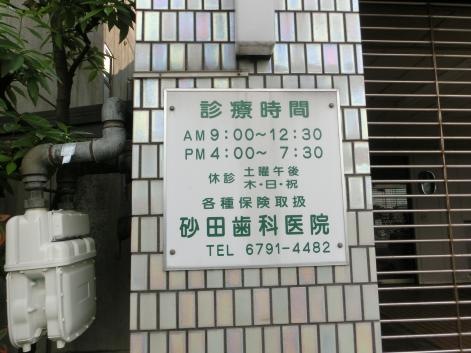 診療時間
AM 9:00〜12:30
PM 4:00〜 7:30
休診 土曜午後
木・日・祝
各種保険取扱
砂田歯科医院
TEL 6791-4482